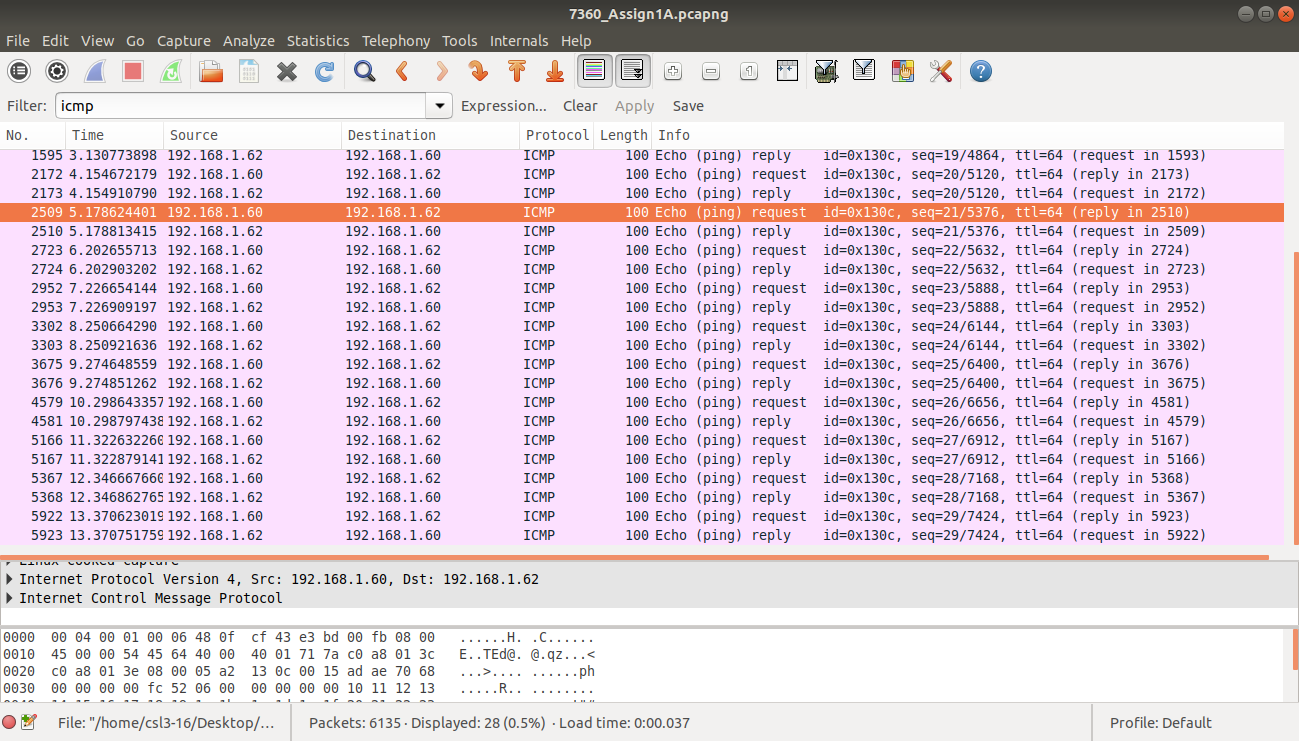 7360_Assign1A.pcapng
File Edit View Go Capture Analyze Statistics Telephony Tools Internals Help
Filter: icmp Expression... Clear Apply Save
No. Time Source Destination Protocol Length Info
1595 3.130773898 192.168.1.62 192.168.1.60 ICMP 100 Echo (ping) reply id=0x130c, seq=19/4864, ttl=64 (request in 1593)
2172 4.154672179 192.168.1.60 192.168.1.62 ICMP 100 Echo (ping) request id=0x130c, seq=20/5120, ttl=64 (reply in 2173)
2173 4.154910790 192.168.1.62 192.168.1.60 ICMP 100 Echo (ping) reply id=0x130c, seq=20/5120, ttl=64 (request in 2172)
2509 5.178624401 192.168.1.60 192.168.1.62 ICMP 100 Echo (ping) request id=0x130c, seq=21/5376, ttl=64 (reply in 2510)
2510 5.178813415 192.168.1.62 192.168.1.60 ICMP 100 Echo (ping) reply id=0x130c, seq=21/5376, ttl=64 (request in 2509)
2723 6.202655713 192.168.1.60 192.168.1.62 ICMP 100 Echo (ping) request id=0x130c, seq=22/5632, ttl=64 (reply in 2724)
2724 6.202903202 192.168.1.62 192.168.1.60 ICMP 100 Echo (ping) reply id=0x130c, seq=22/5632, ttl=64 (request in 2723)
2952 7.226654144 192.168.1.60 192.168.1.62 ICMP 100 Echo (ping) request id=0x130c, seq=23/5888, ttl=64 (reply in 2953)
2953 7.226909197 192.168.1.62 192.168.1.60 ICMP 100 Echo (ping) reply id=0x130c, seq=23/5888, ttl=64 (request in 2952)
3302 8.250664290 192.168.1.60 192.168.1.62 ICMP 100 Echo (ping) request id=0x130c, seq=24/6144, ttl=64 (reply in 3303)
3303 8.250921636 192.168.1.62 192.168.1.60 ICMP 100 Echo (ping) reply id=0x130c, seq=24/6144, ttl=64 (request in 3302)
3675 9.274648559 192.168.1.60 192.168.1.62 ICMP 100 Echo (ping) request id=0x130c, seq=25/6400, ttl=64 (reply in 3676)
3676 9.274851262 192.168.1.62 192.168.1.60 ICMP 100 Echo (ping) reply id=0x130c, seq=25/6400, ttl=64 (request in 3675)
4579 10.298643357 192.168.1.60 192.168.1.62 ICMP 100 Echo (ping) request id=0x130c, seq=26/6656, ttl=64 (reply in 4581)
4581 10.298797438 192.168.1.62 192.168.1.60 ICMP 100 Echo (ping) reply id=0x130c, seq=26/6656, ttl=64 (request in 4579)
5166 11.322632260 192.168.1.60 192.168.1.62 ICMP 100 Echo (ping) request id=0x130c, seq=27/6912, ttl=64 (reply in 5167)
5167 11.322879141 192.168.1.62 192.168.1.60 ICMP 100 Echo (ping) reply id=0x130c, seq=27/6912, ttl=64 (request in 5166)
5367 12.346667660 192.168.1.60 192.168.1.62 ICMP 100 Echo (ping) request id=0x130c, seq=28/7168, ttl=64 (reply in 5368)
5368 12.346862765 192.168.1.62 192.168.1.60 ICMP 100 Echo (ping) reply id=0x130c, seq=28/7168, ttl=64 (request in 5367)
5922 13.370623019 192.168.1.60 192.168.1.62 ICMP 100 Echo (ping) request id=0x130c, seq=29/7424, ttl=64 (reply in 5923)
5923 13.370751759 192.168.1.62 192.168.1.60 ICMP 100 Echo (ping) reply id=0x130c, seq=29/7424, ttl=64 (request in 5922)
Linux cooked capture
Internet Protocol Version 4, Src: 192.168.1.60, Dst: 192.168.1.62
Internet Control Message Protocol
0000 00 04 00 01 00 06 48 0f cf 43 e3 bd 00 fb 08 00 ......H. .C......
0010 45 00 00 54 45 64 40 00 40 01 71 7a c0 a8 01 3c E..TEd@. @.qz...<
0020 c0 a8 01 3e 08 00 05 a2 13 0c 00 15 ad ae 70 68 ...>.... ......ph
0030 00 00 00 00 fc 52 06 00 00 00 00 00 10 11 12 13 .....R.. ........
File: "/home/csl3-16/Desktop/... Packets: 6135 · Displayed: 28 (0.5%) · Load time: 0:00.037 Profile: Default